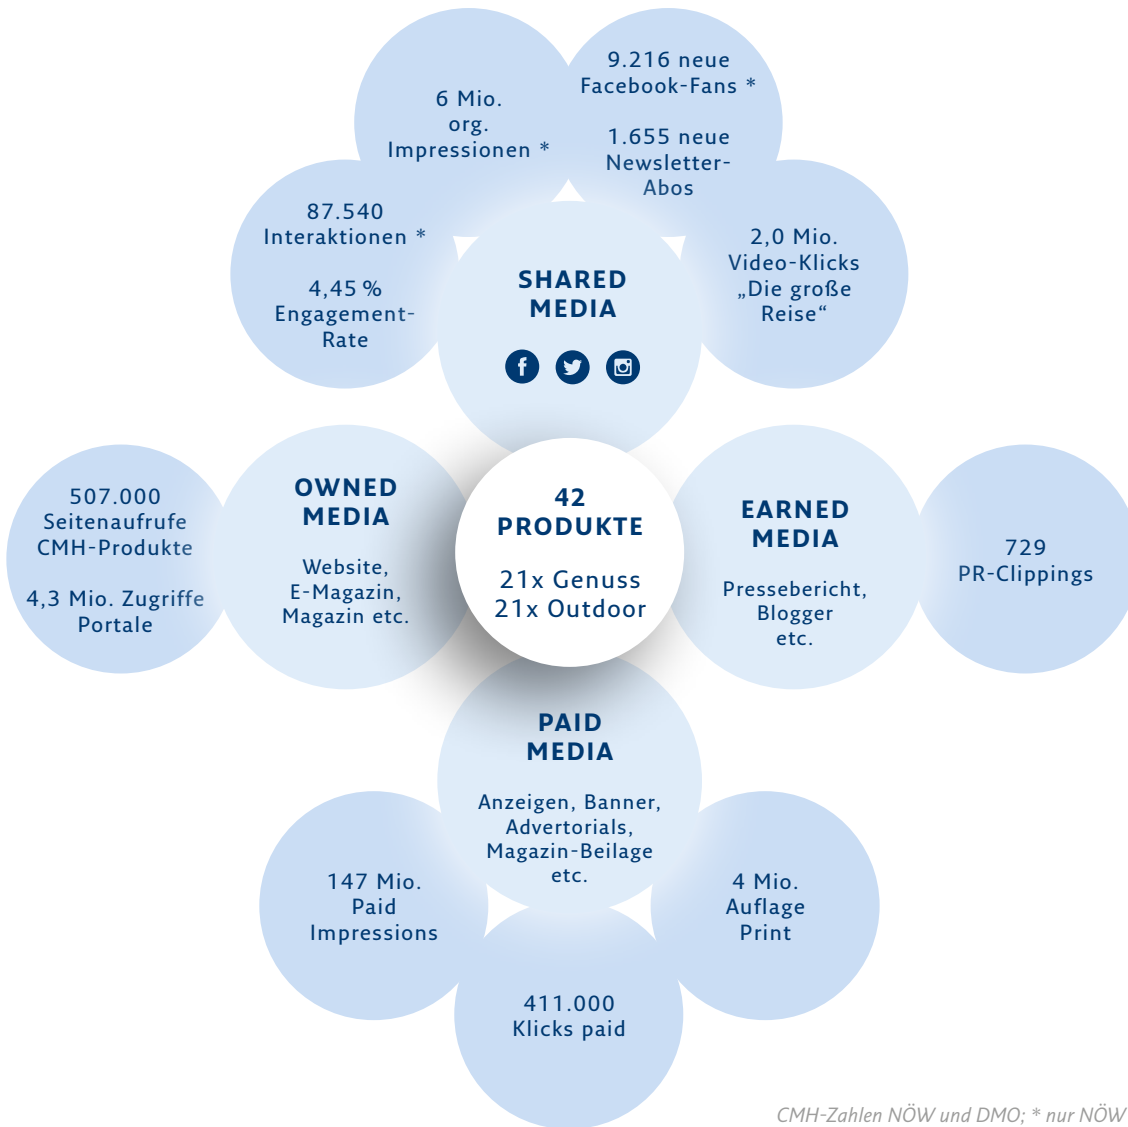 9.216 neue
Facebook-Fans *
1.655 neue
Newsletter-
Abos
6 Mio.
org.
Impressionen *
87.540
Interaktionen *
4,45 %
Engagement-
Rate
2,0 Mio.
Video-Klicks
„Die große
Reise“
SHARED
MEDIA
507.000
Seitenaufrufe
CMH-Produkte
4,3 Mio. Zugriffe
Portale
OWNED
MEDIA
Website,
E-Magazin,
Magazin etc.
42
PRODUKTE
21x Genuss
21x Outdoor
EARNED
MEDIA
Pressebericht,
Blogger
etc.
729
PR-Clippings
PAID
MEDIA
Anzeigen, Banner,
Advertorials,
Magazin-Beilage
etc.
147 Mio.
Paid
Impressions
4 Mio.
Auflage
Print
411.000
Klicks paid
CMH-Zahlen NÖW und DMO; * nur NÖW